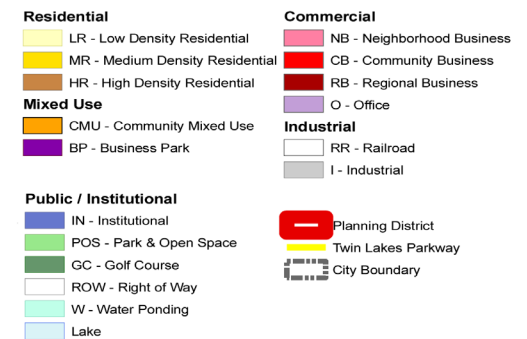 Residential
LR - Low Density Residential
MR - Medium Density Residential
HR - High Density Residential
Mixed Use
CMU - Community Mixed Use
BP - Business Park
Commercial
NB - Neighborhood Business
CB - Community Business
RB - Regional Business
O - Office
Industrial
RR - Railroad
I - Industrial
Public / Institutional
IN - Institutional
POS - Park & Open Space
GC - Golf Course
ROW - Right of Way
W - Water Ponding
Lake
Planning District
Twin Lakes Parkway
City Boundary